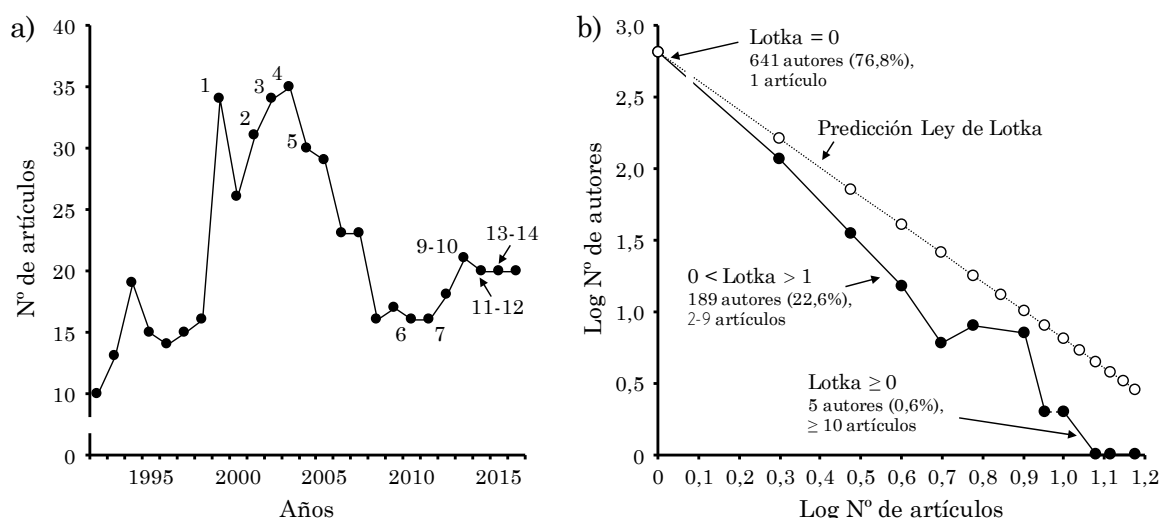 a)
Nº de artículos
40
35
30
25
20
15
10
0
1
2
3
4
5
6
7
9-10
11-12
13-14
1995
2000
2005
2010
2015
Años
b)
Log Nº de autores
3,0
2,5
2,0
1,5
1,0
0,5
0
Lotka = 0
641 autores (76,8%),
1 artículo
Predicción Ley de Lotka
0 < Lotka > 1
189 autores (22,6%),
2-9 artículos
Lotka ≥ 0
5 autores (0,6%),
≥ 10 artículos
0 0,1 0,2 0,3 0,4 0,5 0,6 0,7 0,8 0,9 1,0 1,1 1,2
Log Nº de artículos